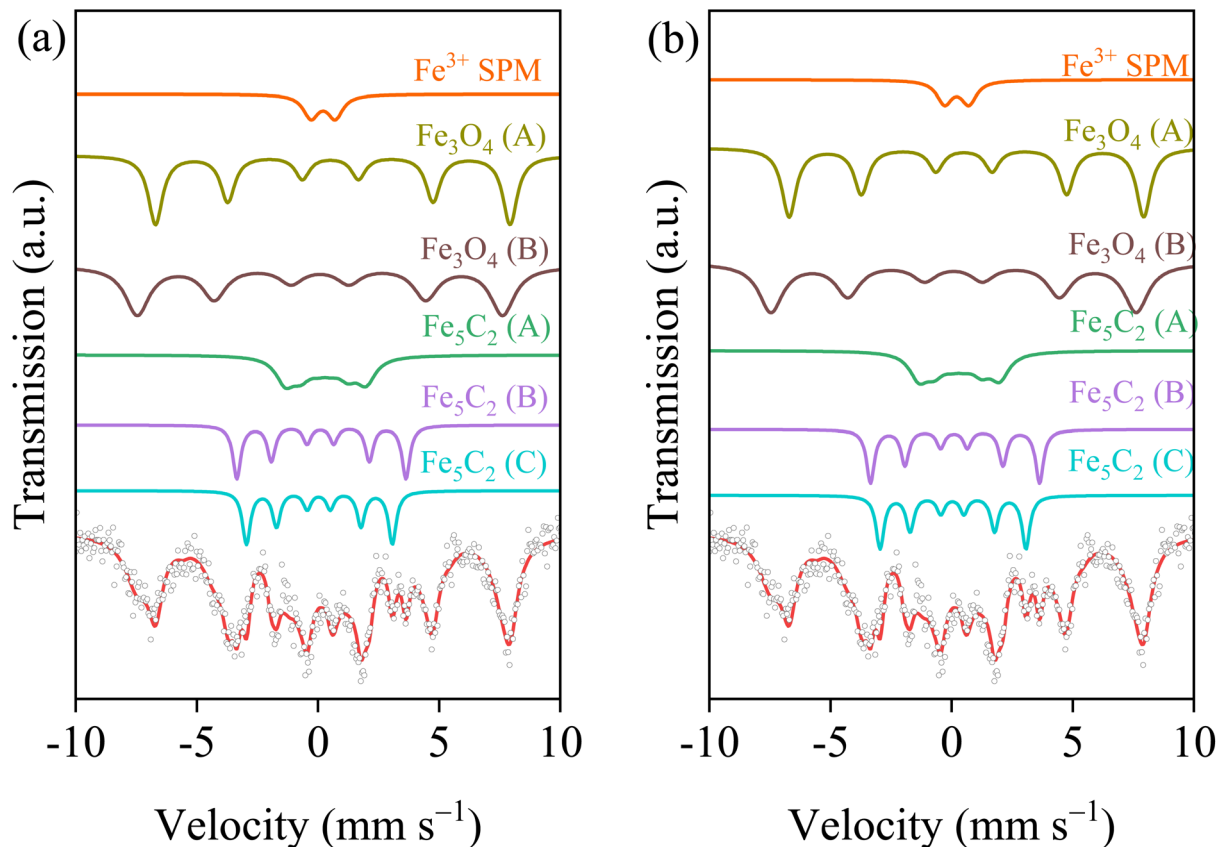 (a)
Fe³⁺ SPM
Fe₃O₄ (A)
Fe₃O₄ (B)
Fe₅C₂ (A)
Fe₅C₂ (B)
Fe₅C₂ (C)
Transmission (a.u.)
-10 -5 0 5 10
Velocity (mm s⁻¹)
(b)
Fe³⁺ SPM
Fe₃O₄ (A)
Fe₃O₄ (B)
Fe₅C₂ (A)
Fe₅C₂ (B)
Fe₅C₂ (C)
Transmission (a.u.)
-10 -5 0 5 10
Velocity (mm s⁻¹)